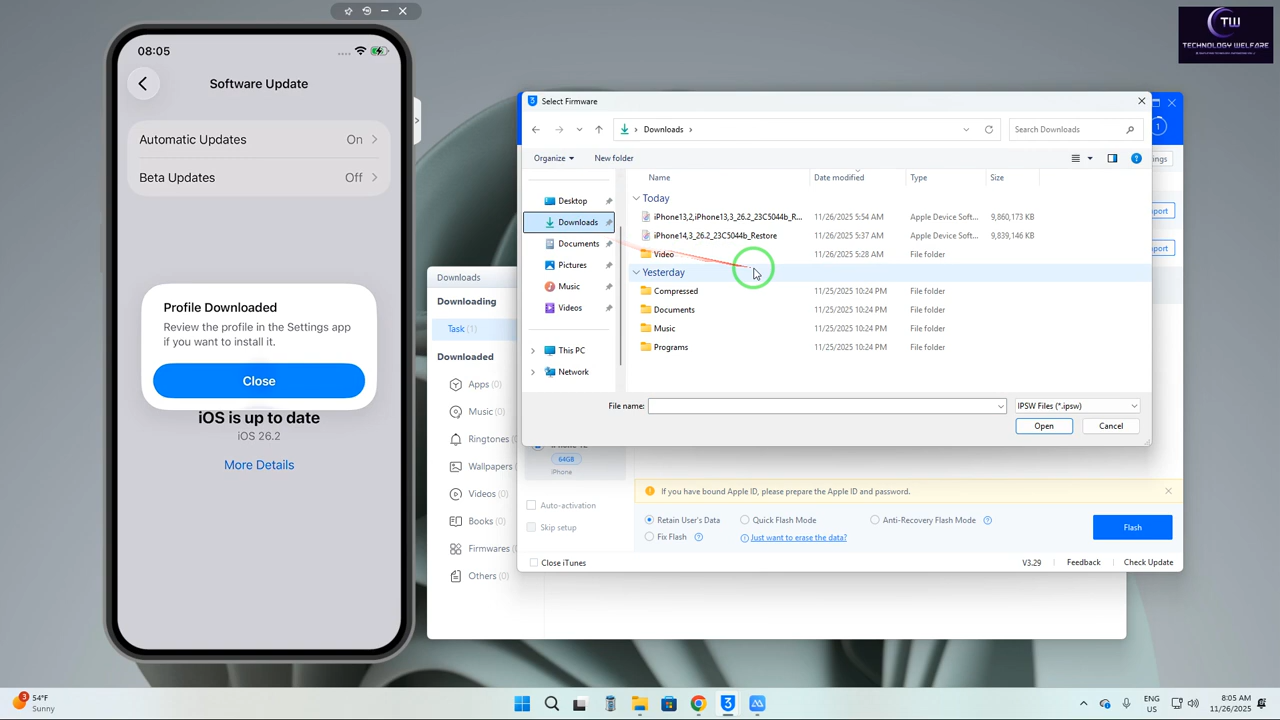 TW
TECHNOLOGY WELFARE
08:05
Software Update
Automatic Updates On
Beta Updates Off
Profile Downloaded
Review the profile in the Settings app
if you want to install it.
Close
iOS is up to date
iOS 26.2
More Details
Downloads
Downloading
Task (1)
Downloaded
Apps (0)
Music (0)
Ringtones (0)
Wallpapers (0)
Videos (0)
Books (0)
Firmwares (0)
Others (0)
Select Firmware
Downloads
Search Downloads
Organize
New folder
Desktop
Downloads
Documents
Pictures
Music
Videos
This PC
Network
Name Date modified Type Size
Today
iPhone13,2,iPhone13,3_26.2_23C5044b_R... 11/26/2025 5:54 AM Apple Device Soft... 9,860,173 KB
iPhone14,3_26.2_23C5044b_Restore 11/26/2025 5:37 AM Apple Device Soft... 9,839,146 KB
Video 11/26/2025 5:28 AM File folder
Yesterday
Compressed 11/25/2025 10:24 PM File folder
Documents 11/25/2025 10:24 PM File folder
Music 11/25/2025 10:24 PM File folder
Programs 11/25/2025 10:24 PM File folder
File name: IPSW Files (*.ipsw)
Open Cancel
1
ings
port
port
64GB
iPhone
Auto-activation
Skip setup
If you have bound Apple ID, please prepare the Apple ID and password.
Retain User's Data Quick Flash Mode Anti-Recovery Flash Mode
Fix Flash Just want to erase the data?
Flash
Close iTunes V3.29 Feedback Check Update
3
54°F
Sunny
ENG
US
8:05 AM
11/26/2025